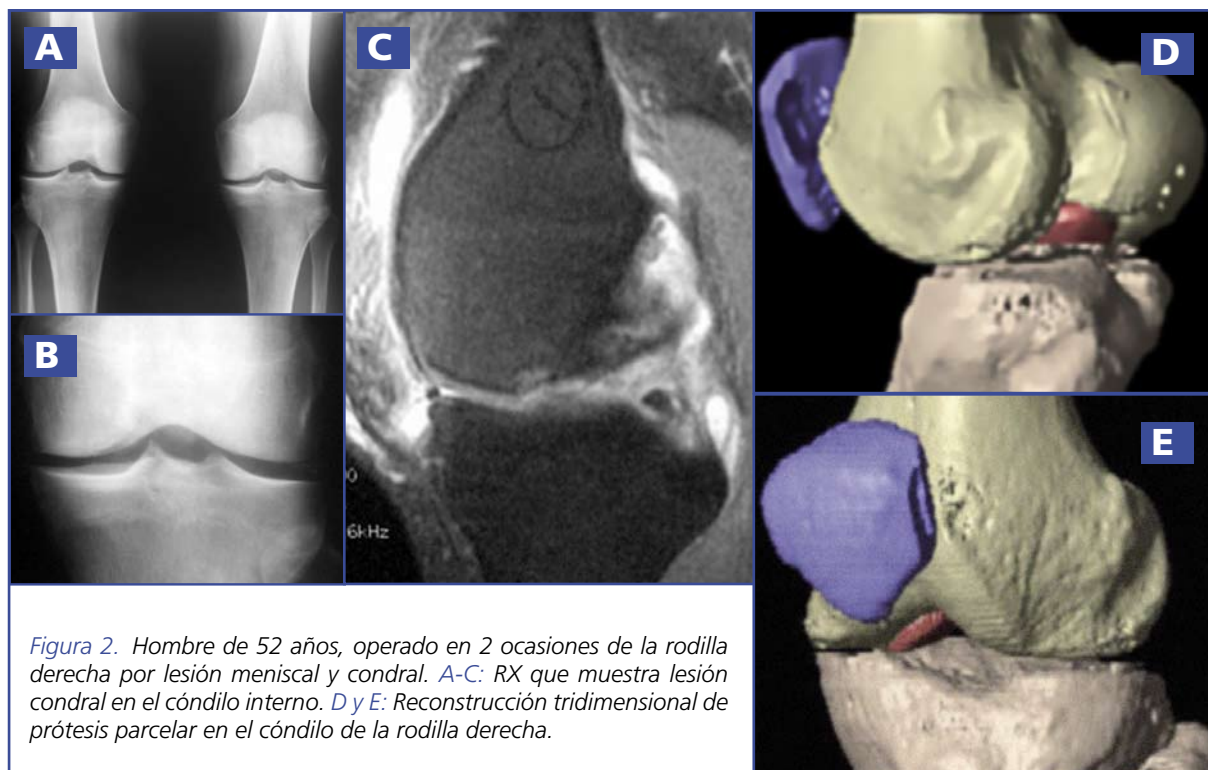 A
B
C
D
E
00
6kHz
Figura 2. Hombre de 52 años, operado en 2 ocasiones de la rodilla
derecha por lesión meniscal y condral. A-C: RX que muestra lesión
condral en el cóndilo interno. D y E: Reconstrucción tridimensional de
prótesis parcelar en el cóndilo de la rodilla derecha.